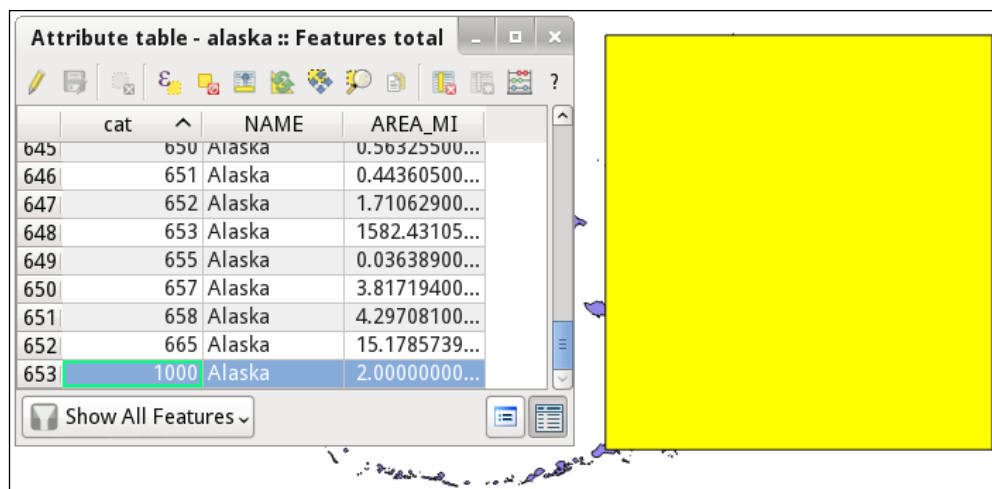 Attribute table - alaska :: Features total
?
cat NAME AREA_MI
645 650 Alaska 0.56325500...
646 651 Alaska 0.44360500...
647 652 Alaska 1.71062900...
648 653 Alaska 1582.43105...
649 655 Alaska 0.03638900...
650 657 Alaska 3.81719400...
651 658 Alaska 4.29708100...
652 665 Alaska 15.1785739...
653 1000 Alaska 2.00000000...
Show All Features